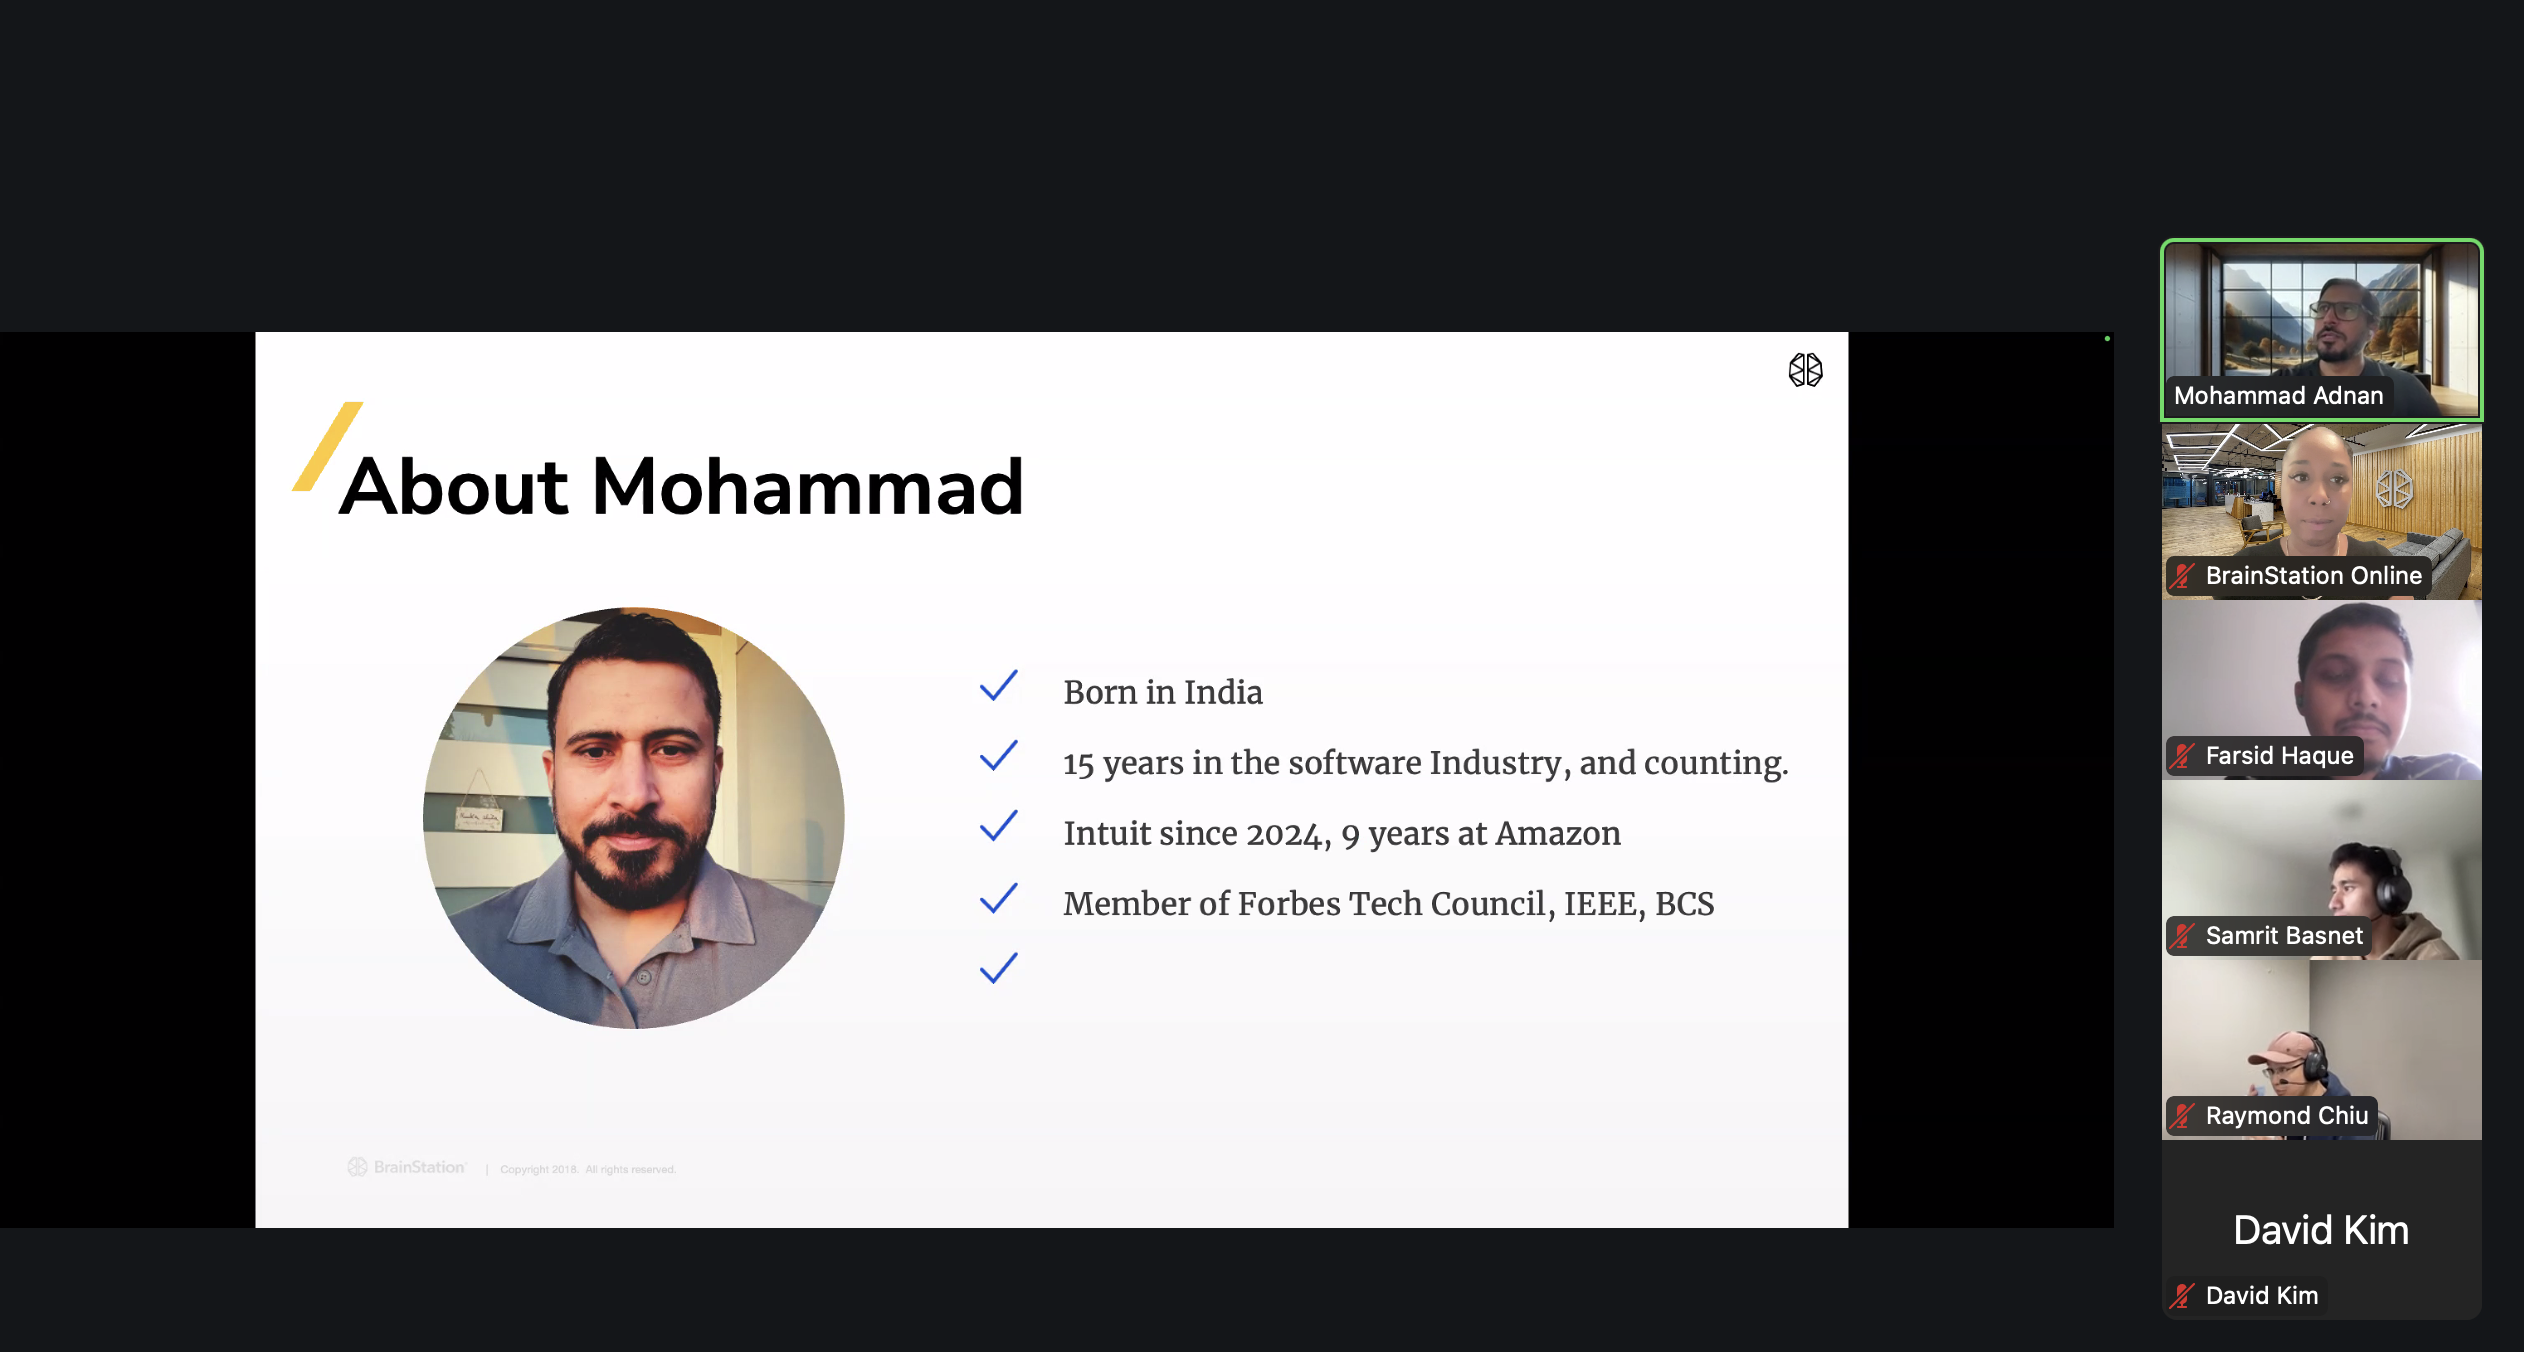 About Mohammad
Born in India
15 years in the software Industry, and counting.
Intuit since 2024, 9 years at Amazon
Member of Forbes Tech Council, IEEE, BCS
BrainStation | Copyright 2018. All rights reserved.
Mohammad Adnan
BrainStation Online
Farsid Haque
Samrit Basnet
Raymond Chiu
David Kim
David Kim